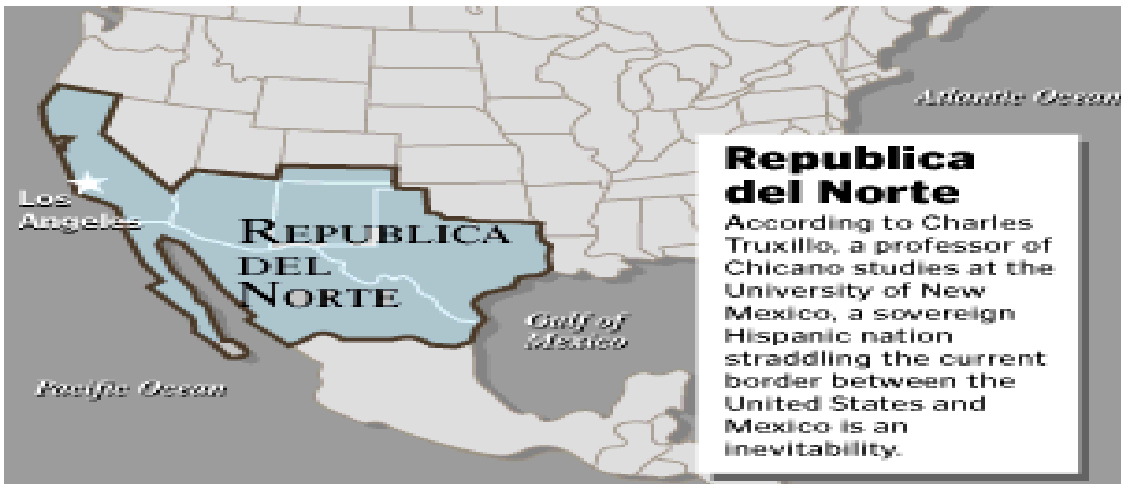 Atlantic Ocean
Republica
del Norte
According to Charles
Truxillo, a professor of
Chicano studies at the
University of New
Mexico, a sovereign
Hispanic nation
straddling the current
border between the
United States and
Mexico is an
inevitability.
Los
Angeles
REPUBLICA
DEL
NORTE
Gulf of
Mexico
Pacific Ocean